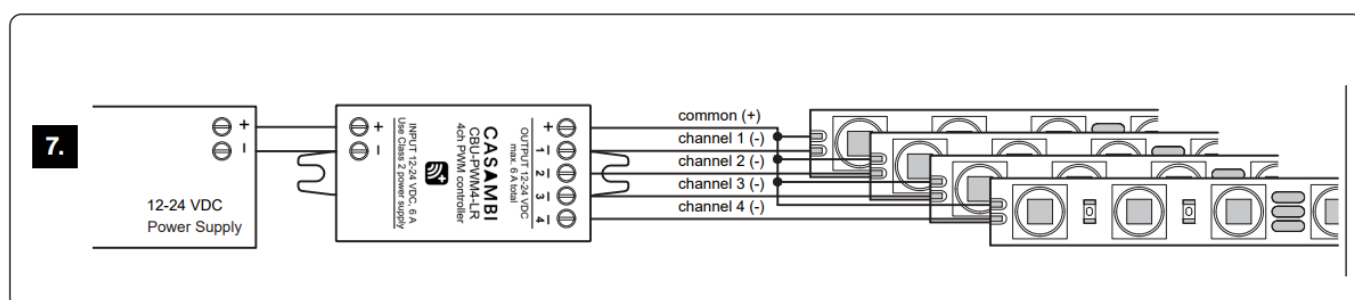 7.
+
−
12-24 VDC
Power Supply
+
−
INPUT 12-24 VDC, 6 A
Use Class 2 power supply
CASAMBI
CBU-PWM4-LR
4ch PWM controller
OUTPUT 12-24 VDC
max. 6 A total
+
1 −
2 −
3 −
4 −
common (+)
channel 1 (-)
channel 2 (-)
channel 3 (-)
channel 4 (-)